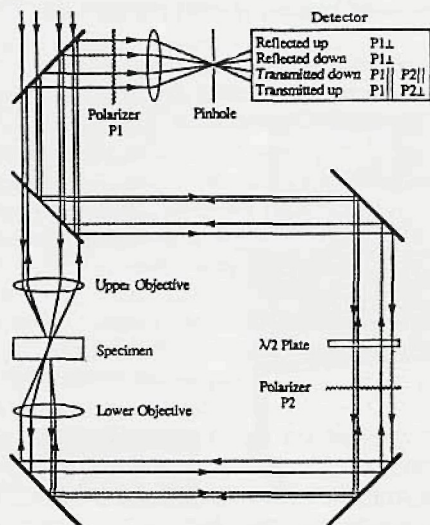 Detector
Reflected up P1⊥
Reflected down P1⊥
Transmitted down P1|| P2||
Transmitted up P1|| P2⊥
Polarizer
P1
Pinhole
Upper Objective
Specimen
λ/2 Plate
Polarizer
P2
Lower Objective